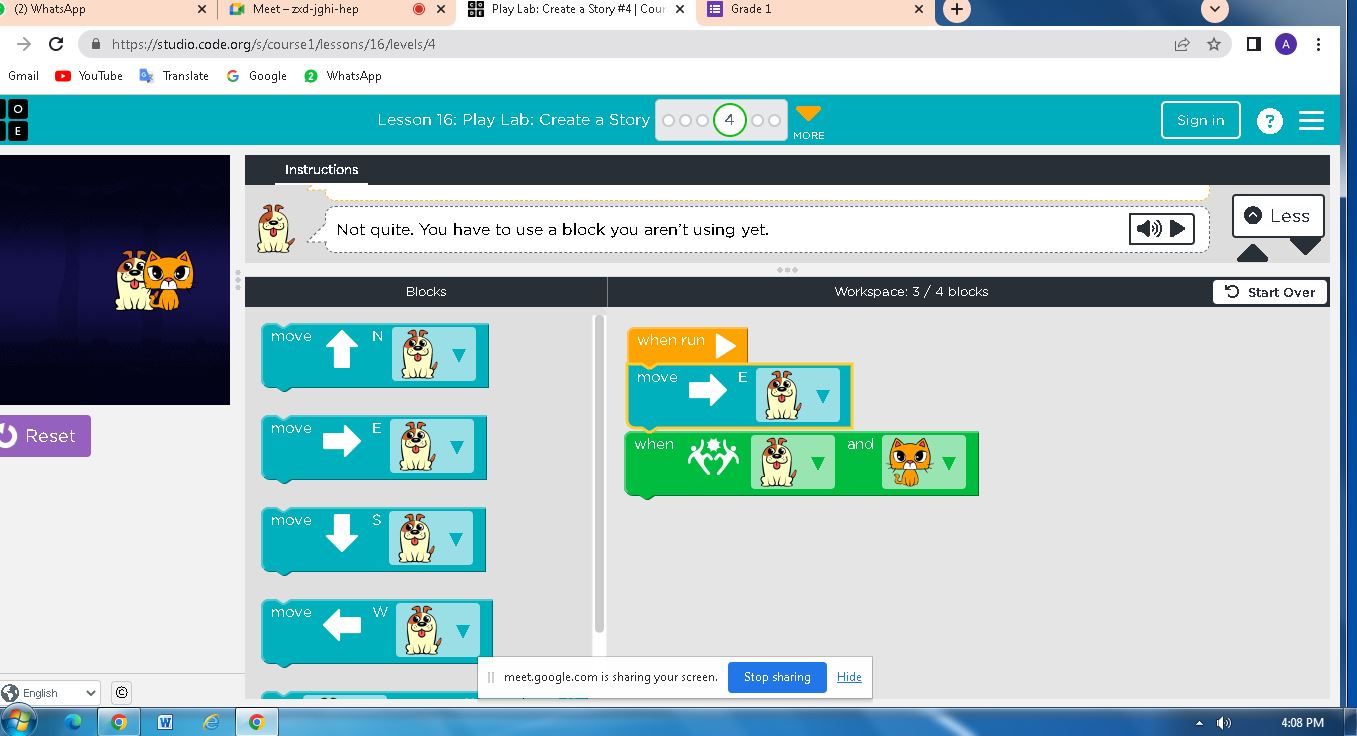 (2) WhatsApp
Meet – zxd-jghi-hep
Play Lab: Create a Story #4 | Cour
Grade 1
https://studio.code.org/s/course1/lessons/16/levels/4
A
Gmail
YouTube
Translate
Google
2
WhatsApp
O
E
Lesson 16: Play Lab: Create a Story
4
MORE
Sign in
?
Instructions
Not quite. You have to use a block you aren't using yet.
Less
Blocks
Workspace: 3 / 4 blocks
Start Over
move N
move E
move S
move W
when run
move E
when and
Reset
meet.google.com is sharing your screen.
Stop sharing
Hide
English
©
4:08 PM